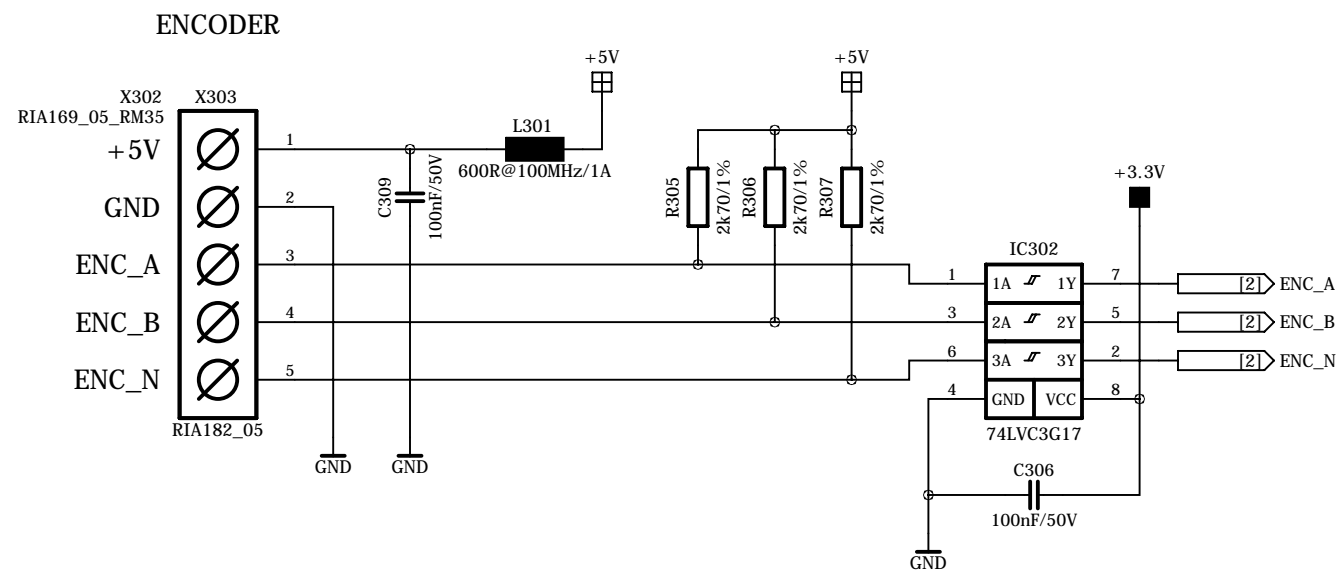 ENCODER
X302
RIA169_05_RM35
X303
+5V
GND
ENC_A
ENC_B
ENC_N
1
2
3
4
5
RIA182_05
C309
100nF/50V
GND
GND
L301
600R@100MHz/1A
+5V
+5V
R305
2k70/1%
R306
2k70/1%
R307
2k70/1%
+3.3V
IC302
1
1A
1Y
7
[2]
ENC_A
3
2A
2Y
5
[2]
ENC_B
6
3A
3Y
2
[2]
ENC_N
4
GND
VCC
8
74LVC3G17
C306
100nF/50V
GND